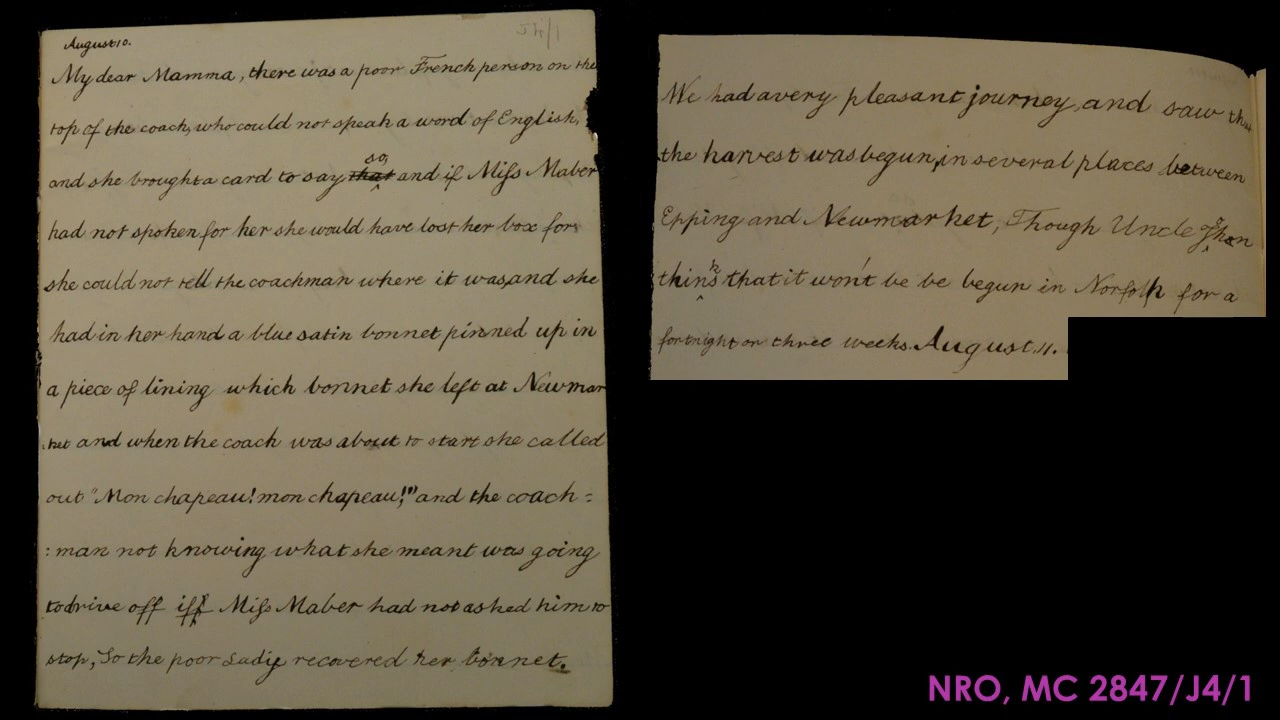 August 10.
J4/1
My dear Mamma, there was a poor French person on the
top of the coach, who could not speak a word of English,
and she brought a card to say that so, and if Miſs Maber
had not spoken for her she would have lost her box for
she could not tell the coachman where it was, and she
had in her hand a blue satin bonnet pinned up in
a piece of lining which bonnet she left at Newmar
ket and when the coach was about to start she called
out "Mon chapeau! mon chapeau!," and the coach=
:man not knowing what she meant was going
to drive off iff Miſs Maber had not asked him to
stop, So the poor Ladie recovered her bonnet.
We had a very pleasant journey, and saw that
the harvest was begun, in several places between
Epping and Newmarket, Though Uncle John
thinks that it won't be be begun in Norfolk for a
fortnight or three weeks. August. 11.
NRO, MC 2847/J4/1